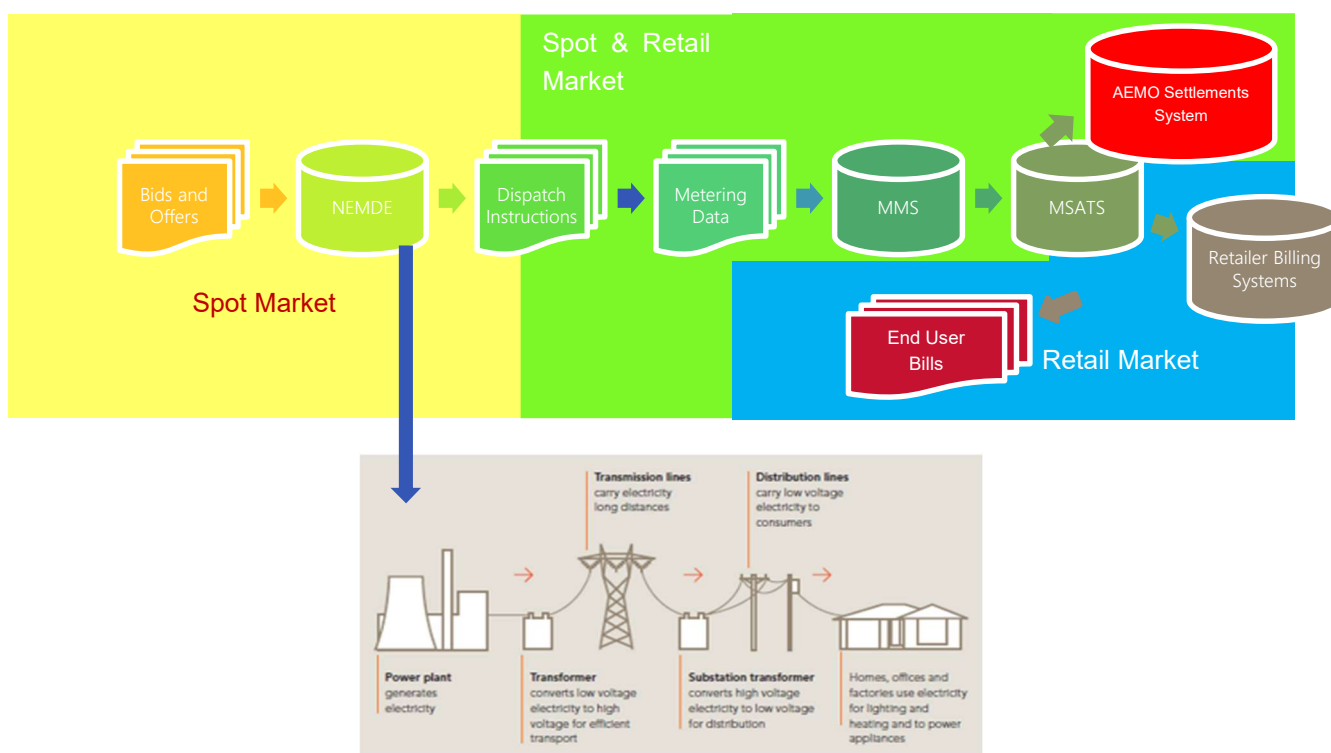 Spot & Retail
Market
AEMO Settlements
System
Bids and
Offers
NEMDE
Dispatch
Instructions
Metering
Data
MMS
MSATS
Retailer Billing
Systems
Spot Market
End User
Bills
Retail Market
Transmission lines
carry electricity
long distances
Distribution lines
carry low voltage
electricity to
consumers
Power plant
generates
electricity
Transformer
converts low voltage
electricity to high
voltage for efficient
transport
Substation transformer
converts high voltage
electricity to low voltage
for distribution
Homes, offices and
factories use electricity
for lighting and
heating and to power
appliances